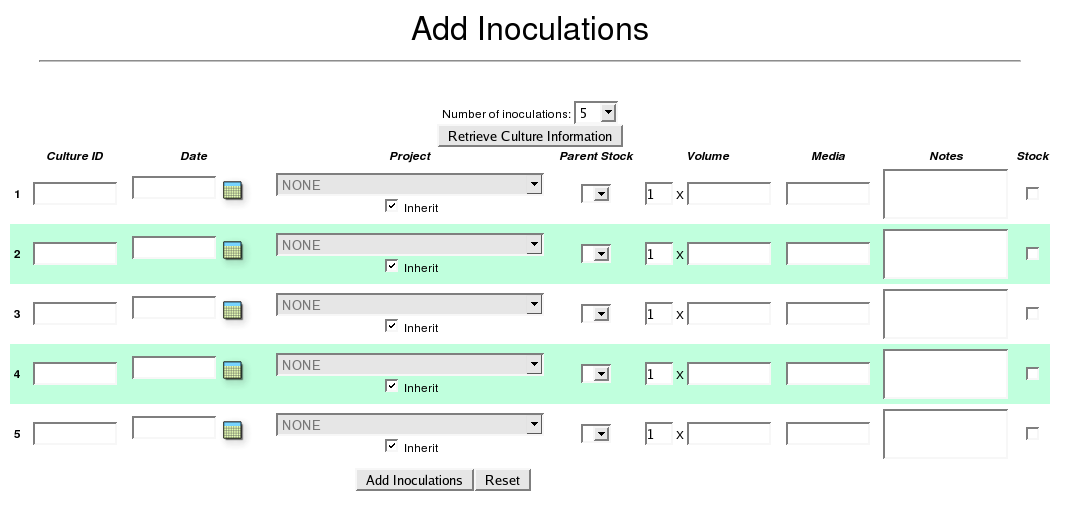 Add Inoculations
Number of inoculations: 5
Retrieve Culture Information
Culture ID Date Project Parent Stock Volume Media Notes Stock
1 NONE 1 x
Inherit
2 NONE 1 x
Inherit
3 NONE 1 x
Inherit
4 NONE 1 x
Inherit
5 NONE 1 x
Inherit
Add Inoculations Reset